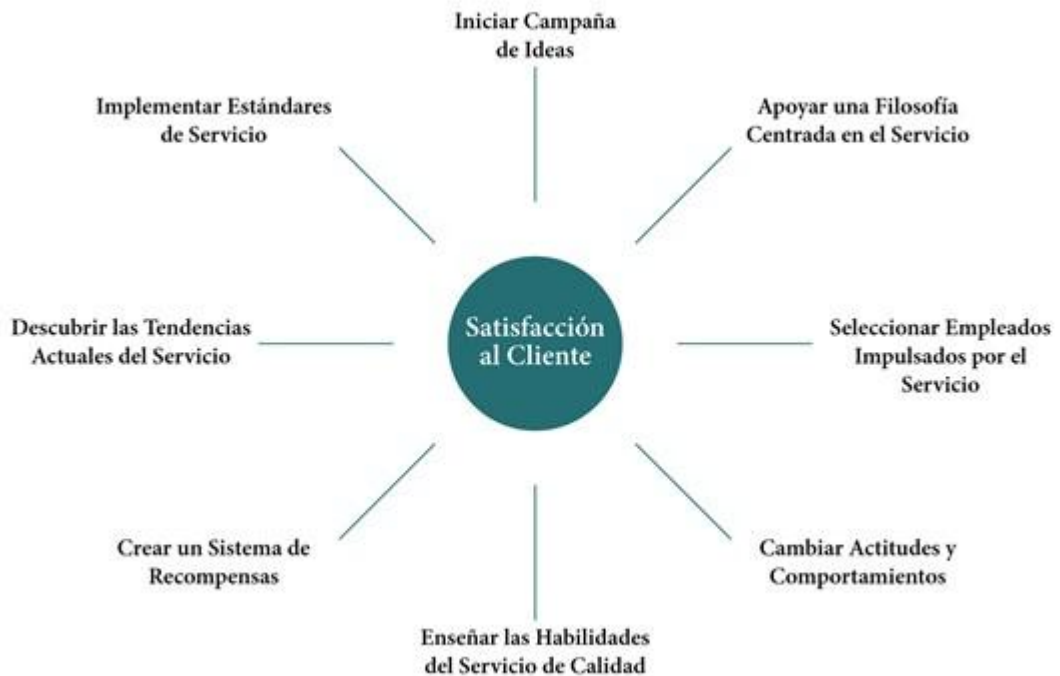 Iniciar Campaña
de Ideas
Apoyar una Filosofía
Centrada en el Servicio
Seleccionar Empleados
Impulsados por el
Servicio
Cambiar Actitudes y
Comportamientos
Enseñar las Habilidades
del Servicio de Calidad
Crear un Sistema de
Recompensas
Descubrir las Tendencias
Actuales del Servicio
Implementar Estándares
de Servicio
Satisfacción
al Cliente